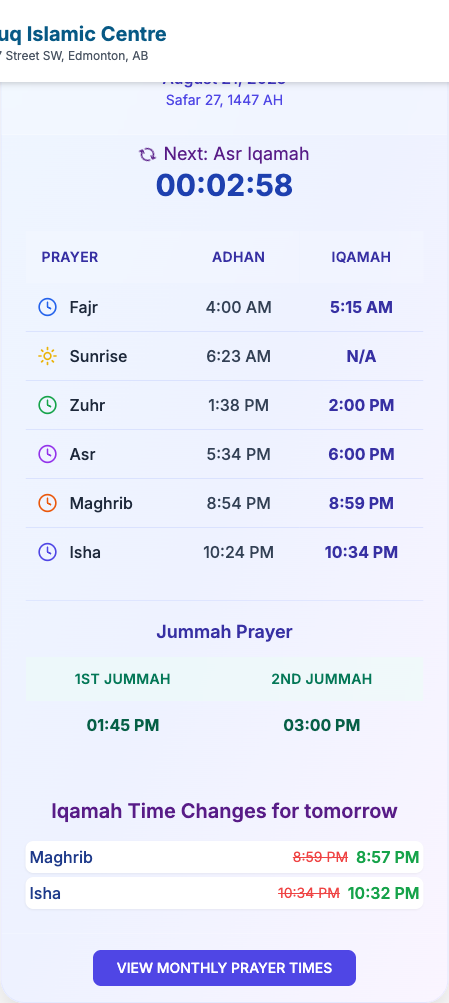 uq Islamic Centre
Street SW, Edmonton, AB
August 21, 2025
Safar 27, 1447 AH
Next: Asr Iqamah
00:02:58
PRAYER ADHAN IQAMAH
Fajr 4:00 AM 5:15 AM
Sunrise 6:23 AM N/A
Zuhr 1:38 PM 2:00 PM
Asr 5:34 PM 6:00 PM
Maghrib 8:54 PM 8:59 PM
Isha 10:24 PM 10:34 PM
Jummah Prayer
1ST JUMMAH 2ND JUMMAH
01:45 PM 03:00 PM
Iqamah Time Changes for tomorrow
Maghrib 8:59 PM 8:57 PM
Isha 10:34 PM 10:32 PM
VIEW MONTHLY PRAYER TIMES